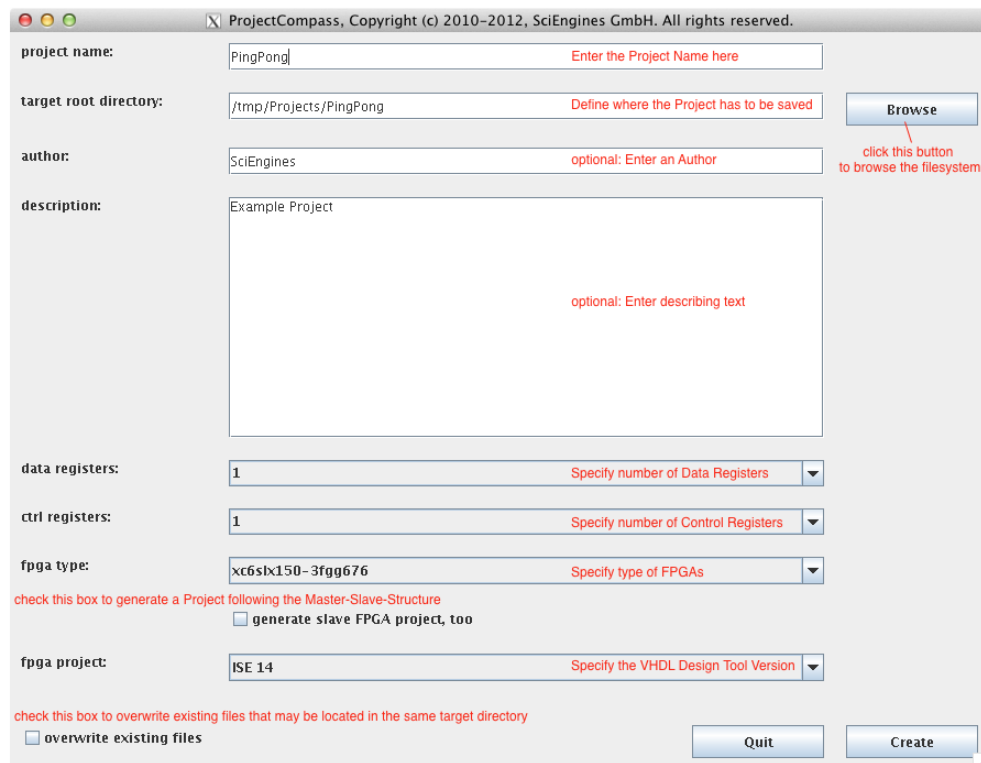 ProjectCompass, Copyright (c) 2010-2012, SciEngines GmbH. All rights reserved.
project name:
PingPong
Enter the Project Name here
target root directory:
/tmp/Projects/PingPong
Define where the Project has to be saved
Browse
click this button
to browse the filesystem
author:
SciEngines
optional: Enter an Author
description:
Example Project
optional: Enter describing text
data registers:
1
Specify number of Data Registers
ctrl registers:
1
Specify number of Control Registers
fpga type:
xc6slx150-3fgg676
Specify type of FPGAs
check this box to generate a Project following the Master-Slave-Structure
generate slave FPGA project, too
fpga project:
ISE 14
Specify the VHDL Design Tool Version
check this box to overwrite existing files that may be located in the same target directory
overwrite existing files
Quit
Create